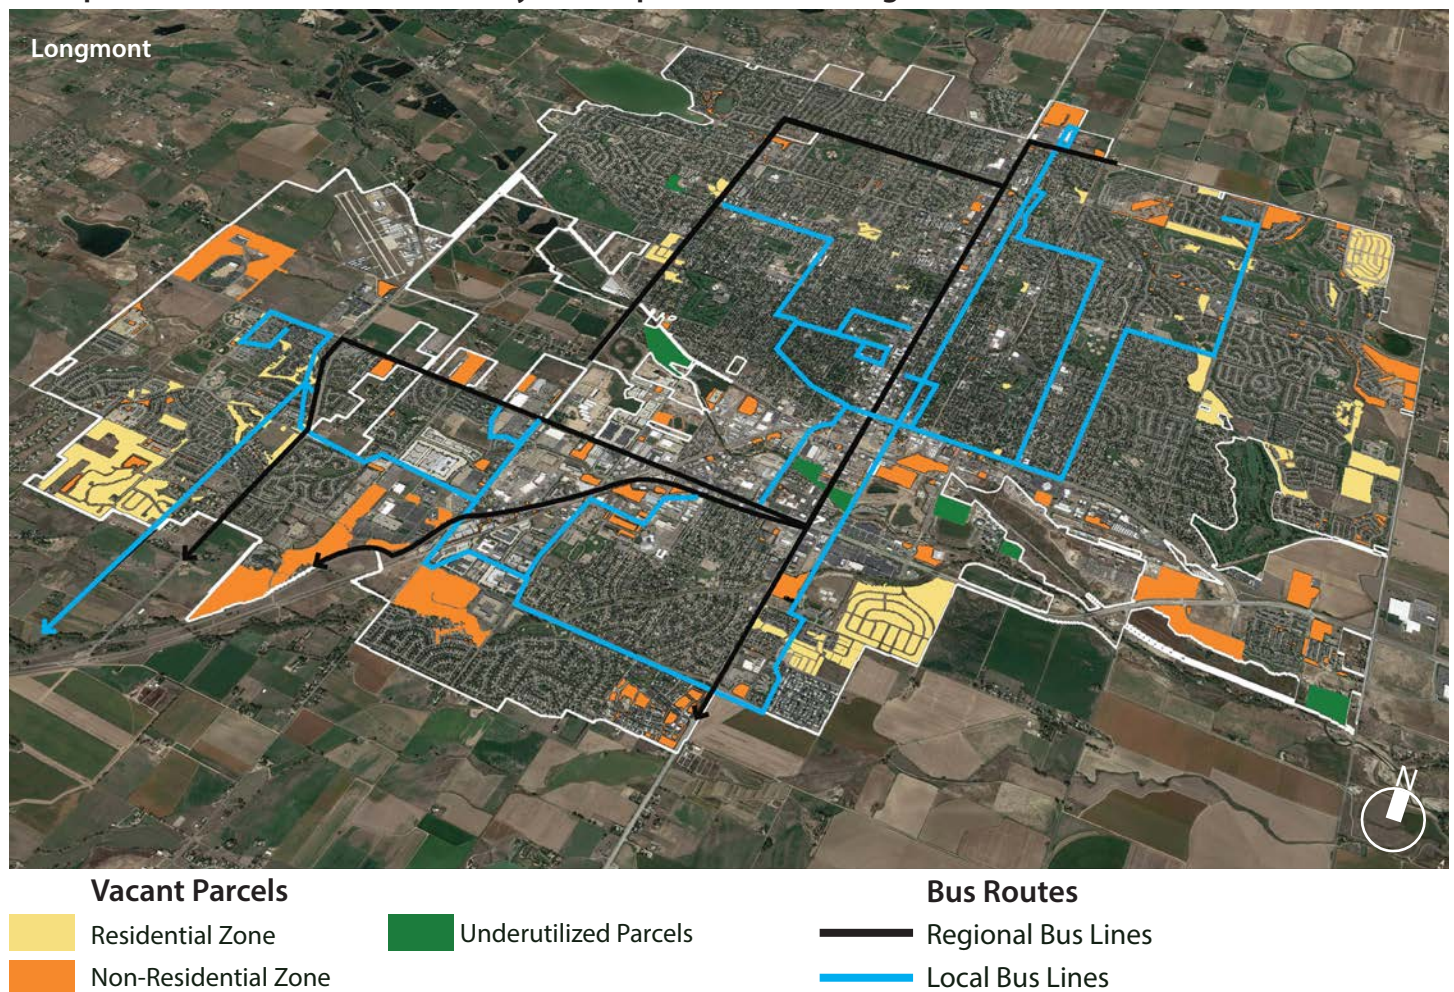 Longmont
N
Vacant Parcels
Residential Zone
Non-Residential Zone
Underutilized Parcels
Bus Routes
Regional Bus Lines
Local Bus Lines